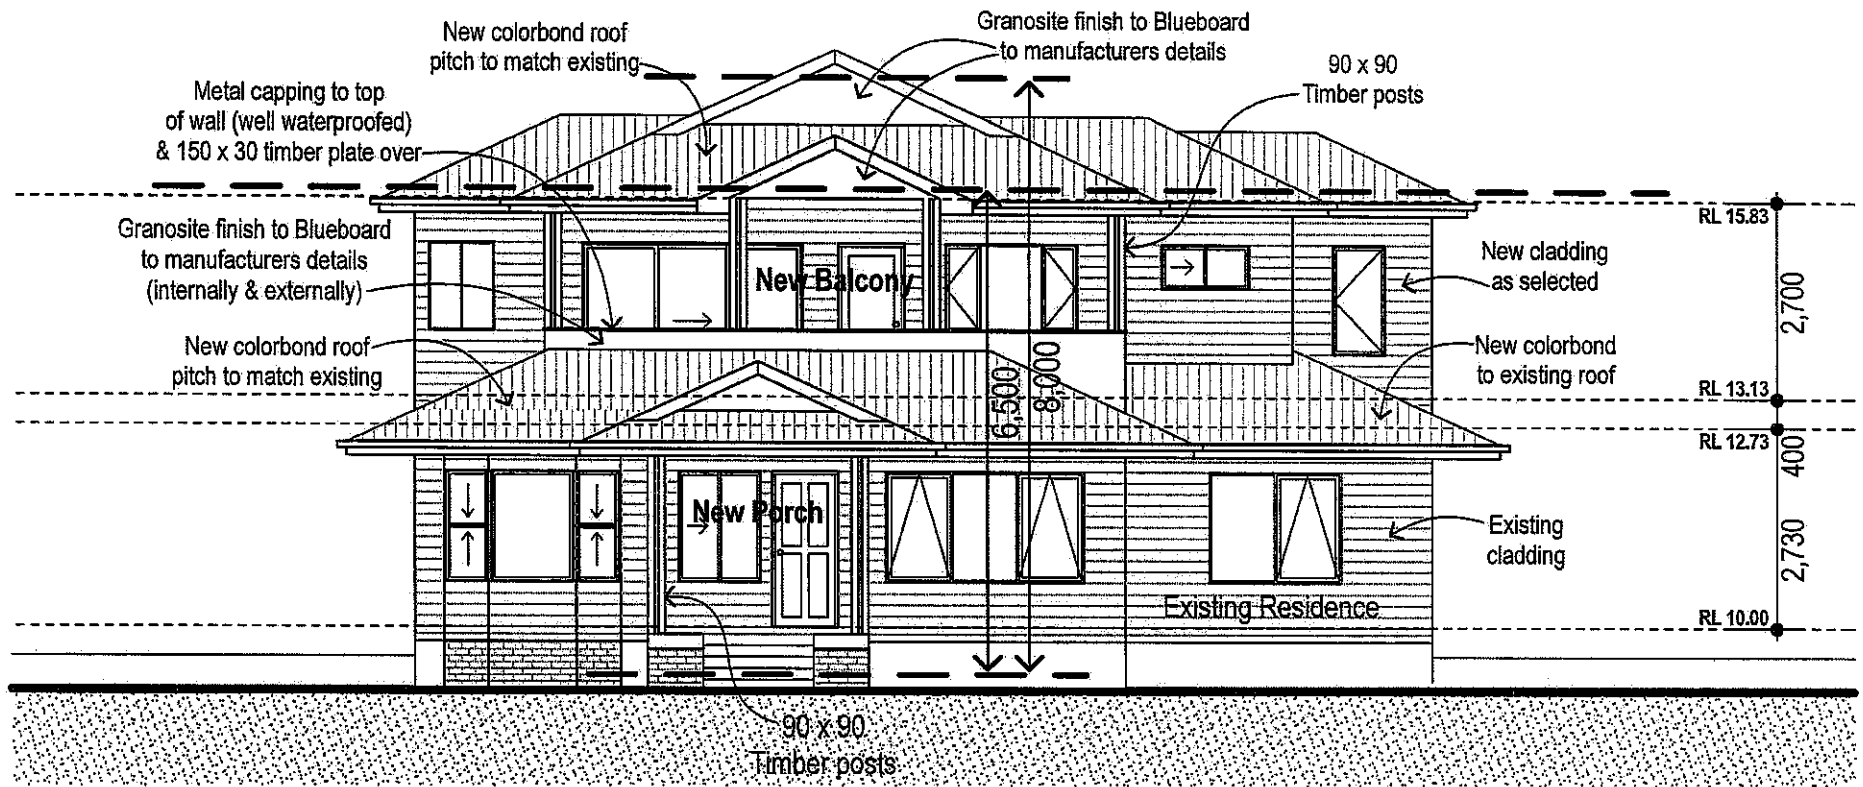 New colorbond roof
pitch to match existing
Granosite finish to Blueboard
to manufacturers details
90 x 90
Timber posts
Metal capping to top
of wall (well waterproofed)
& 150 x 30 timber plate over
Granosite finish to Blueboard
to manufacturers details
(internally & externally)
New colorbond roof
pitch to match existing
New Balcony
RL 15.83
New cladding
as selected
2,700
New colorbond
to existing roof
6,500
8,000
RL 13.13
RL 12.73
400
New Porch
Existing
cladding
2,730
Existing Residence
RL 10.00
90 x 90
Timber posts